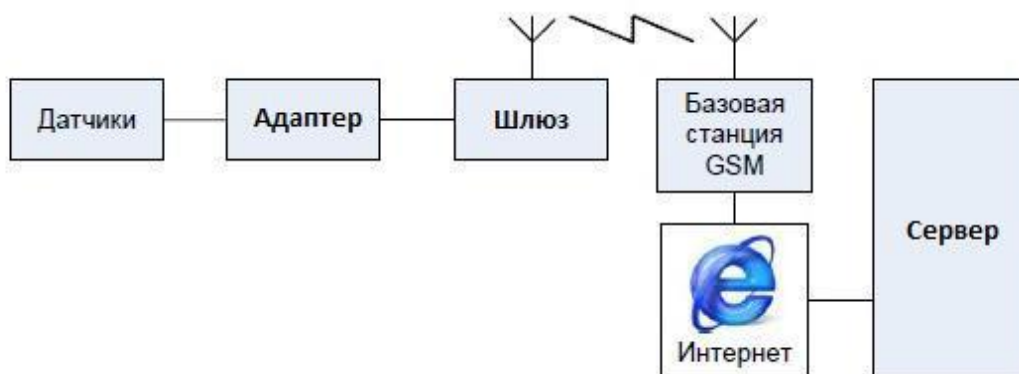 Датчики
Адаптер
Шлюз
Базовая
станция
GSM
Интернет
Сервер